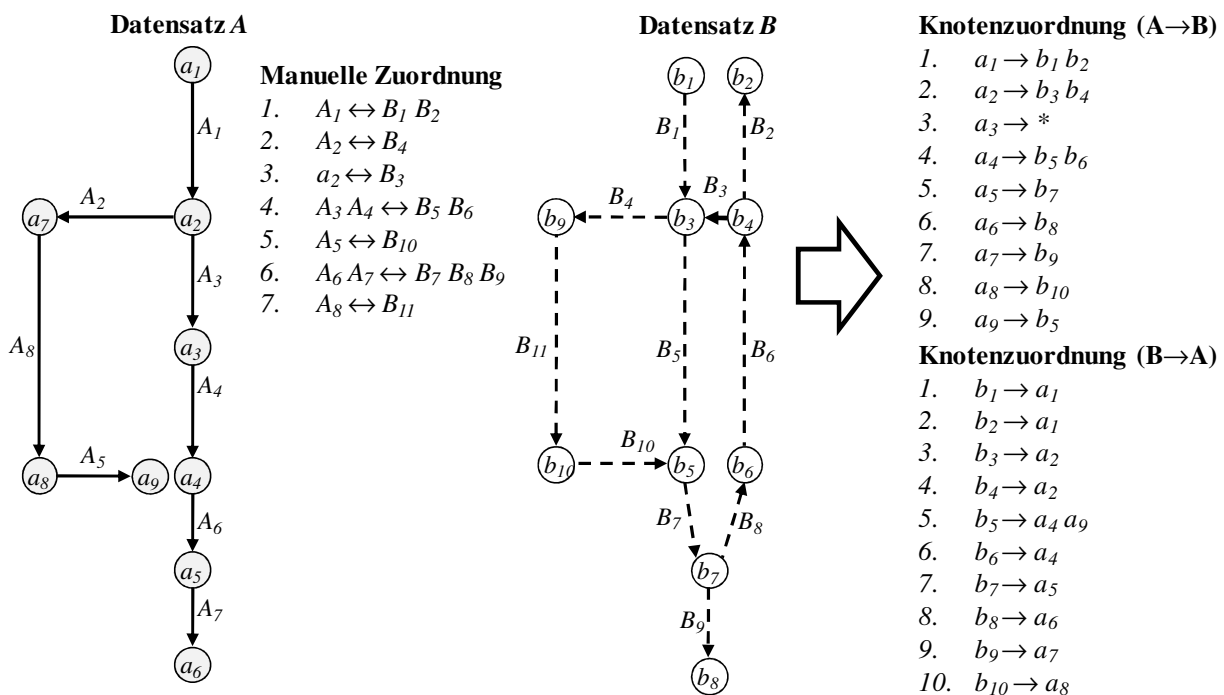 Datensatz A
a1
A1
A2
a7
a2
A3
A8
a3
A4
A5
a8
a9
a4
A6
a5
A7
a6
Manuelle Zuordnung
1. A1 ↔ B1 B2
2. A2 ↔ B4
3. a2 ↔ B3
4. A3 A4 ↔ B5 B6
5. A5 ↔ B10
6. A6 A7 ↔ B7 B8 B9
7. A8 ↔ B11
Datensatz B
b1
b2
B1
B2
B3
B4
b9
b3
b4
B11
B5
B6
B10
b10
b5
b6
B7
B8
b7
B9
b8
Knotenzuordnung (A→B)
1. a1 → b1 b2
2. a2 → b3 b4
3. a3 → *
4. a4 → b5 b6
5. a5 → b7
6. a6 → b8
7. a7 → b9
8. a8 → b10
9. a9 → b5
Knotenzuordnung (B→A)
1. b1 → a1
2. b2 → a1
3. b3 → a2
4. b4 → a2
5. b5 → a4 a9
6. b6 → a4
7. b7 → a5
8. b8 → a6
9. b9 → a7
10. b10 → a8